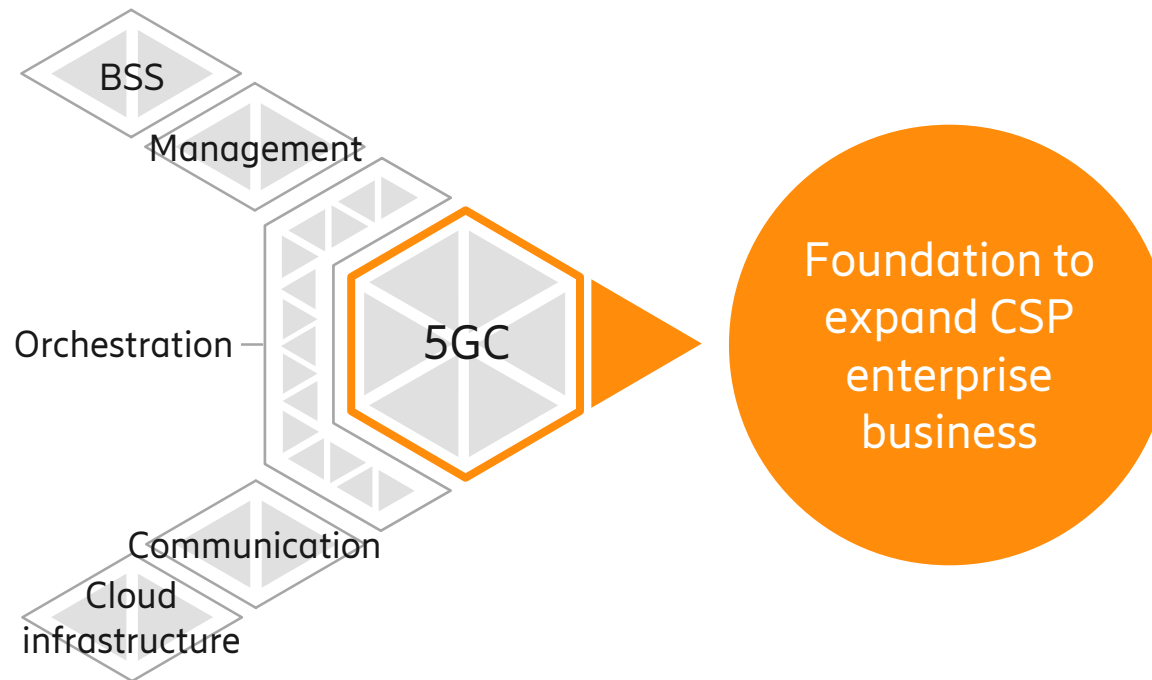 BSS
Management
Orchestration
5GC
Communication
Cloud
infrastructure
Foundation to
expand CSP
enterprise
business